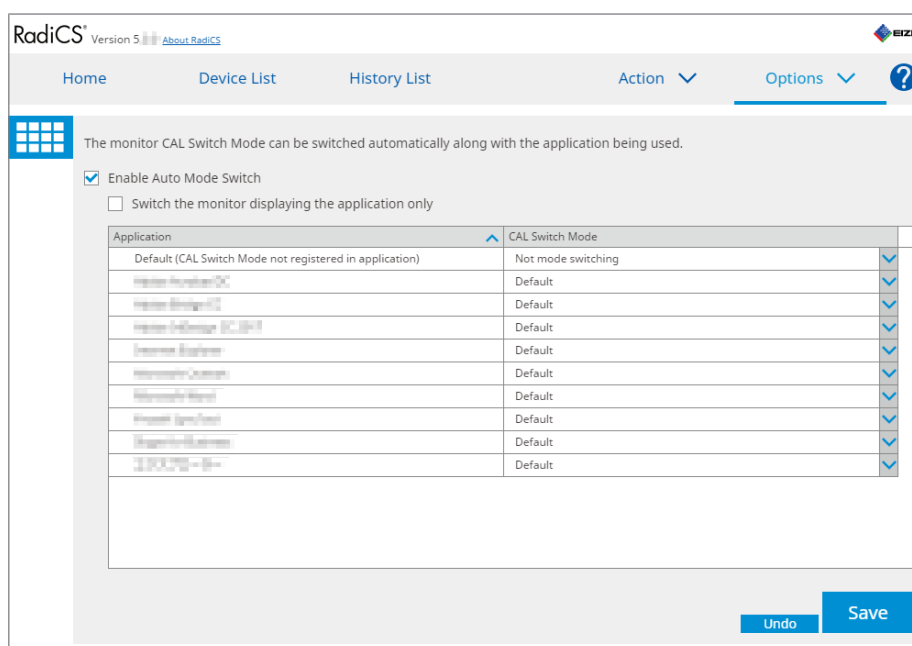 RadiCS® Version 5. About RadiCS EIZ
Home Device List History List Action Options ?
The monitor CAL Switch Mode can be switched automatically along with the application being used.
Enable Auto Mode Switch
Switch the monitor displaying the application only
Application CAL Switch Mode
Default (CAL Switch Mode not registered in application) Not mode switching
Default
Default
Default
Default
Default
Default
Default
Default
Default
Undo Save